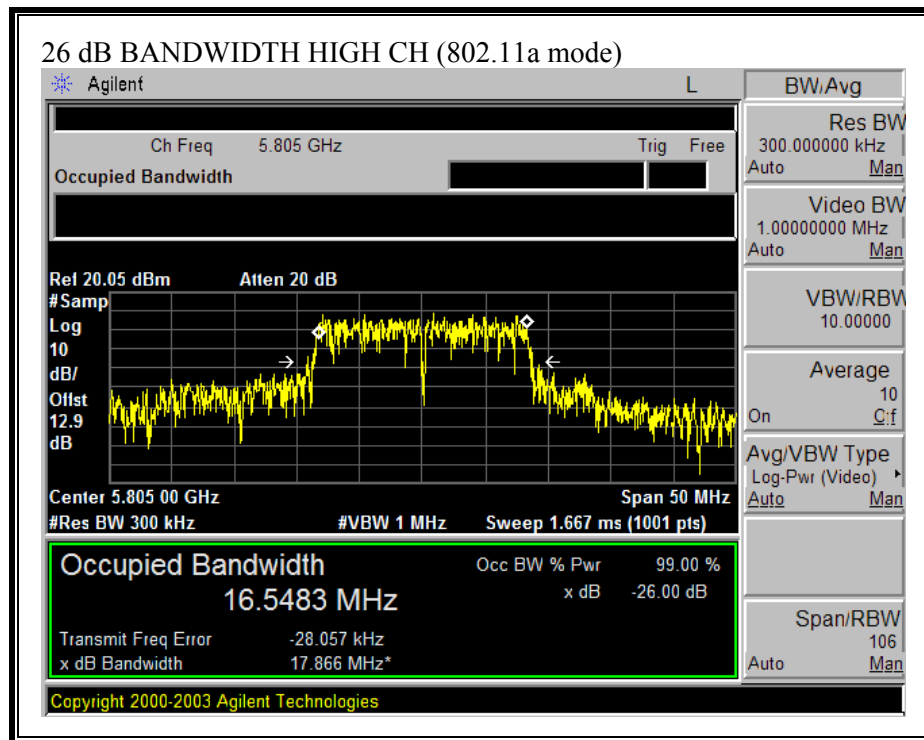 26 dB BANDWIDTH HIGH CH (802.11a mode)
Agilent L
BW/Avg
Ch Freq 5.805 GHz Trig Free
Occupied Bandwidth
Ref 20.05 dBm Atten 20 dB
#Samp
Log
10
dB/
Offst
12.9
dB
Center 5.805 00 GHz Span 50 MHz
#Res BW 300 kHz #VBW 1 MHz Sweep 1.667 ms (1001 pts)
Occupied Bandwidth
16.5483 MHz
Occ BW % Pwr 99.00 %
x dB -26.00 dB
Transmit Freq Error -28.057 kHz
x dB Bandwidth 17.866 MHz*
Copyright 2000-2003 Agilent Technologies
Res BW
300.000000 kHz
Auto Man
Video BW
1.00000000 MHz
Auto Man
VBW/RBW
10.00000
Average
10
On
Avg/VBW Type
Log-Pwr (Video)
Auto Man
Span/RBW
106
Auto Man